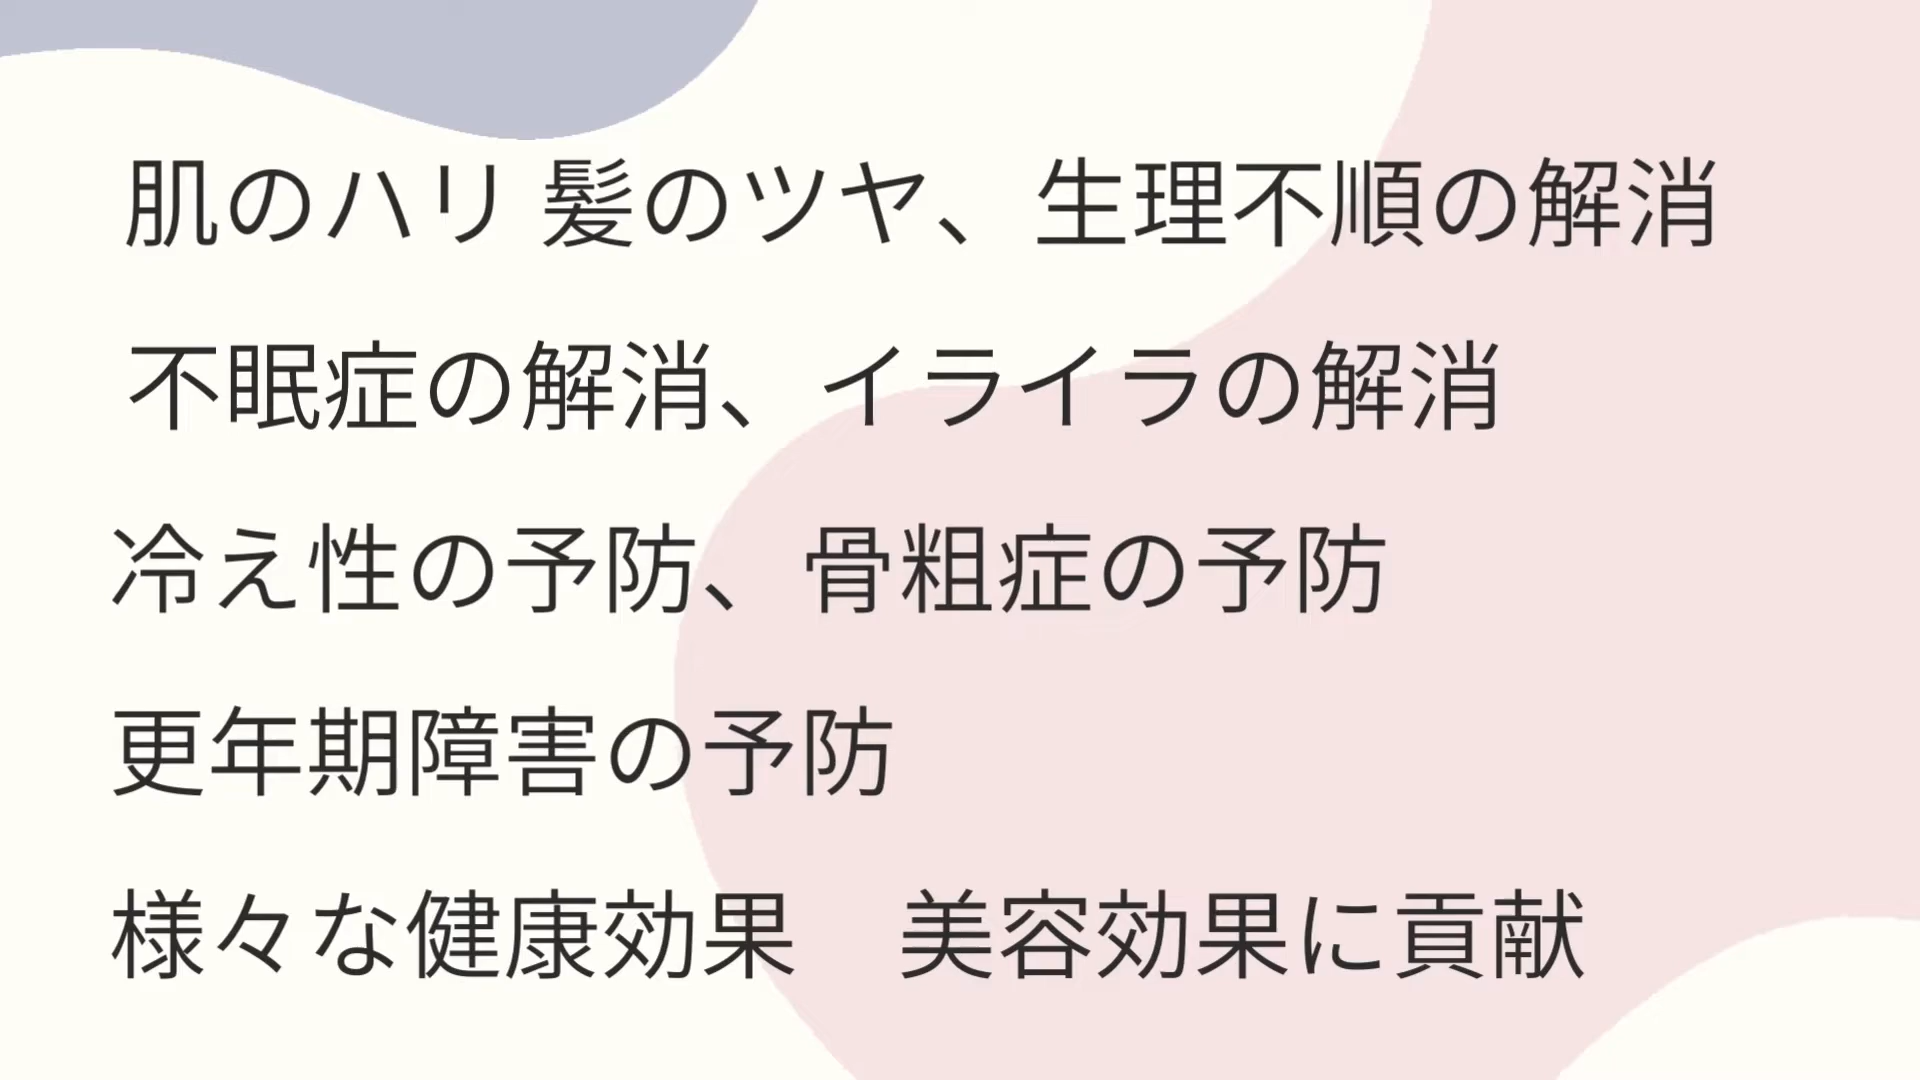 肌のハリ 髪のツヤ、生理不順の解消
不眠症の解消、イライラの解消
冷え性の予防、骨粗症の予防
更年期障害の予防
様々な健康効果　美容効果に貢献